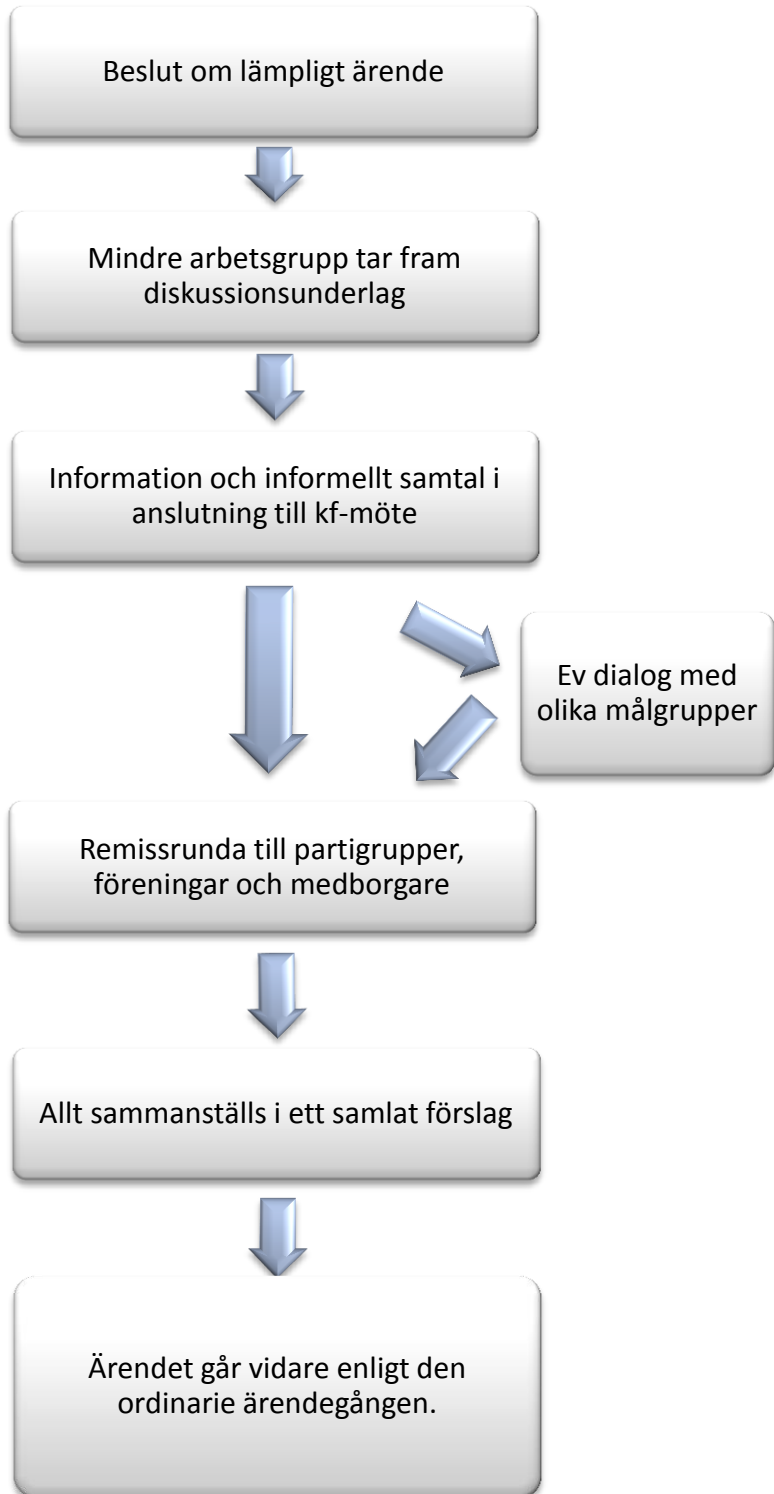 Beslut om lämpligt ärende
Mindre arbetsgrupp tar fram
diskussionsunderlag
Information och informellt samtal i
anslutning till kf-möte
Ev dialog med
olika målgrupper
Remissrunda till partigrupper,
föreningar och medborgare
Allt sammanställs i ett samlat förslag
Ärendet går vidare enligt den
ordinarie ärendegången.